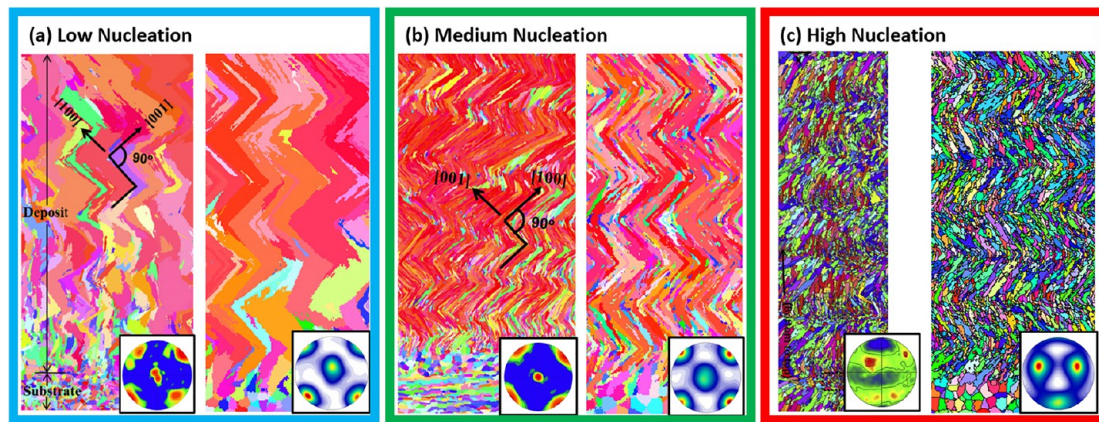 (a) Low Nucleation
[100]
[001]
90°
Deposit
Substrate
(b) Medium Nucleation
[001]
[100]
90°
(c) High Nucleation